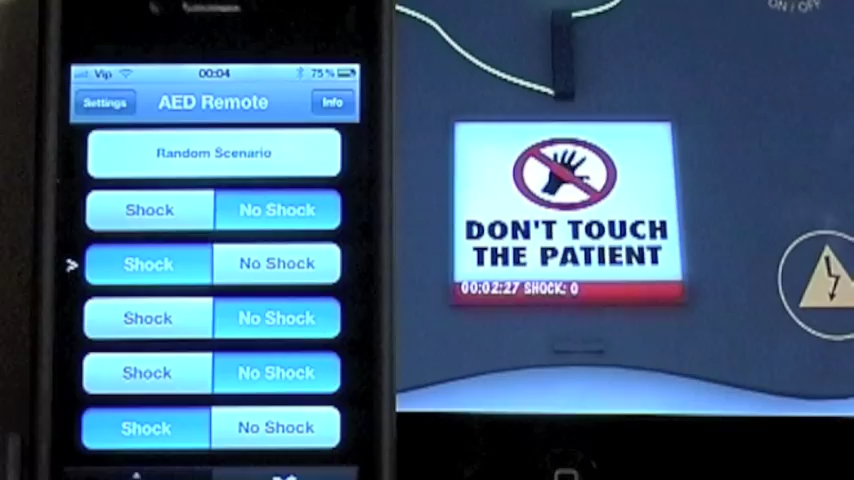 Vip 00:04 75%
Settings AED Remote Info
Random Scenario
Shock No Shock
> Shock No Shock
Shock No Shock
Shock No Shock
Shock No Shock
ON / OFF
DON'T TOUCH
THE PATIENT
00:02:27 SHOCK: 0